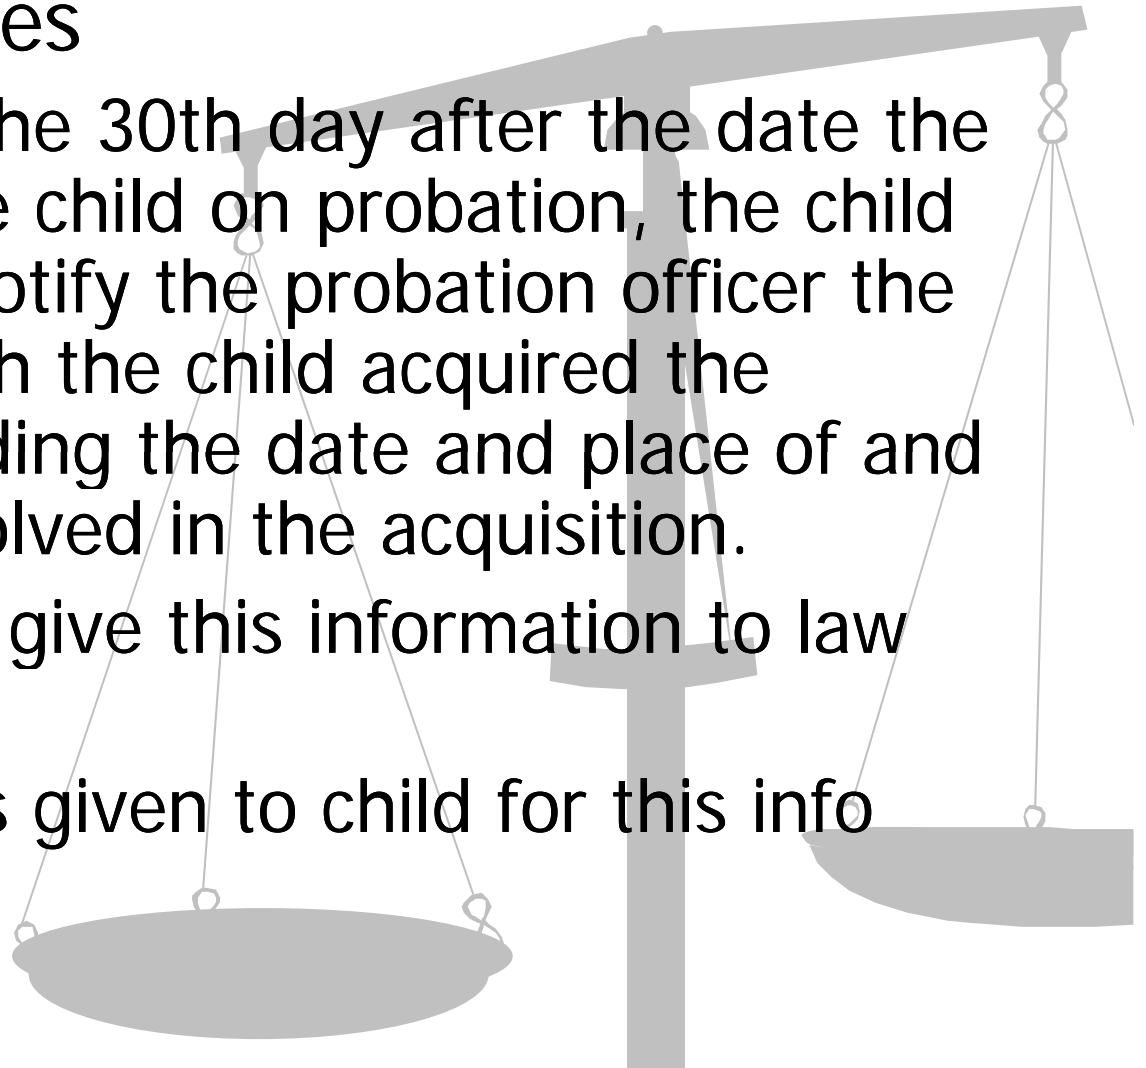 es
he 30th day after the date the
e child on probation, the child
otify the probation officer the
h the child acquired the
ding the date and place of and
olved in the acquisition.
give this information to law
s given to child for this info